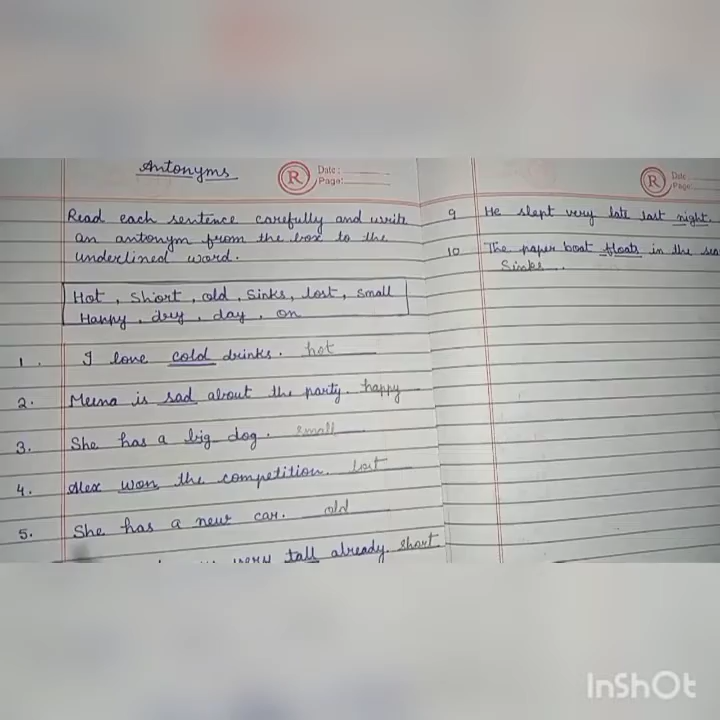 Antonyms
R Date: Page:
Read each sentence carefully and write
an antonym from the box to the
underlined word.
Hot, Short, old, Sinks, lost, small
Happy, dry, day, on
1. I love cold drinks. hot
2. Meena is sad about the party. happy
3. She has a big dog. small
4. Alex won the competition. lost
5. She has a new car. old
very tall already. short
R Date: Page:
9 He slept very late last night.
10 The paper boat floats in the sea
Sinks.
InShOt